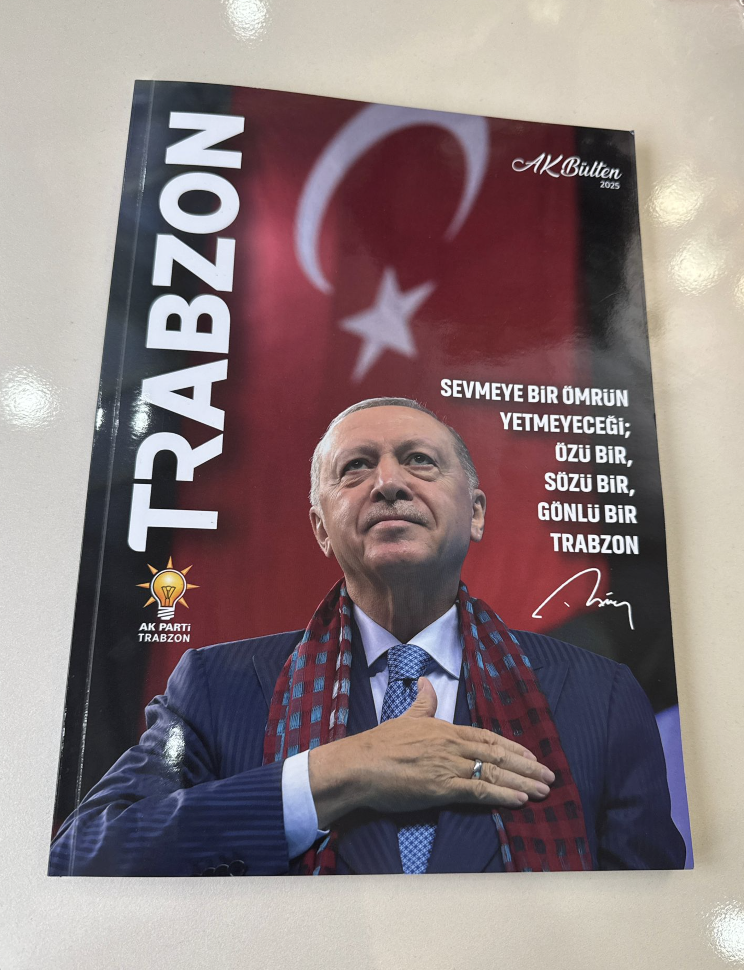 TRABZON
AK Bülten
2025
SEVMEYE BİR ÖMRÜN
YETMEYECEĞİ;
ÖZÜ BİR,
SÖZÜ BİR,
GÖNLÜ BİR
TRABZON
AK PARTİ
TRABZON